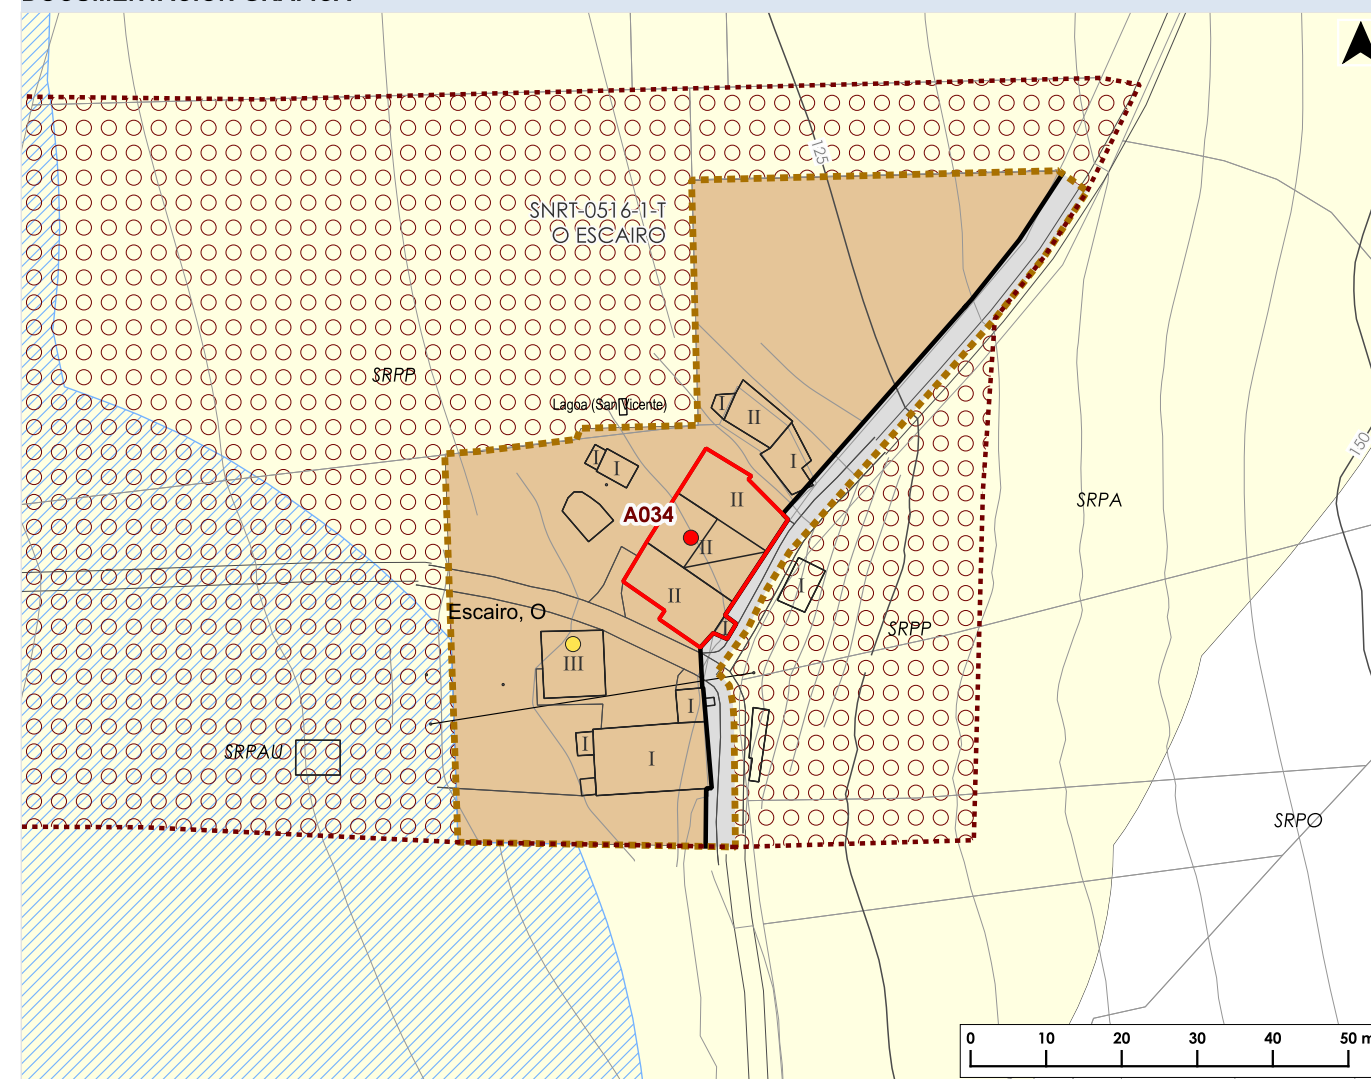 125
SNRT-0516-1-T
O ESCAIRO
SRPP
Lagoa (San Vicente)
I
II
I
I
I
II
A034
II
II
I
I
150
SRPA
Escairo, O
SRPP
III
I
I
I
SRPAU
SRPO
0 10 20 30 40 50 m